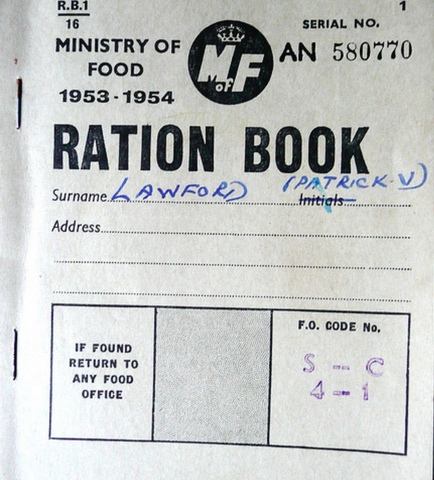 R.B.1
16
1
MINISTRY OF
FOOD
1953-1954
MoFF
SERIAL NO.
AN 580770
RATION BOOK
Surname LAWFORD (PATRICK.V)
Initials
Address
IF FOUND
RETURN TO
ANY FOOD
OFFICE
F.O. CODE No.
S - C
4 - 1